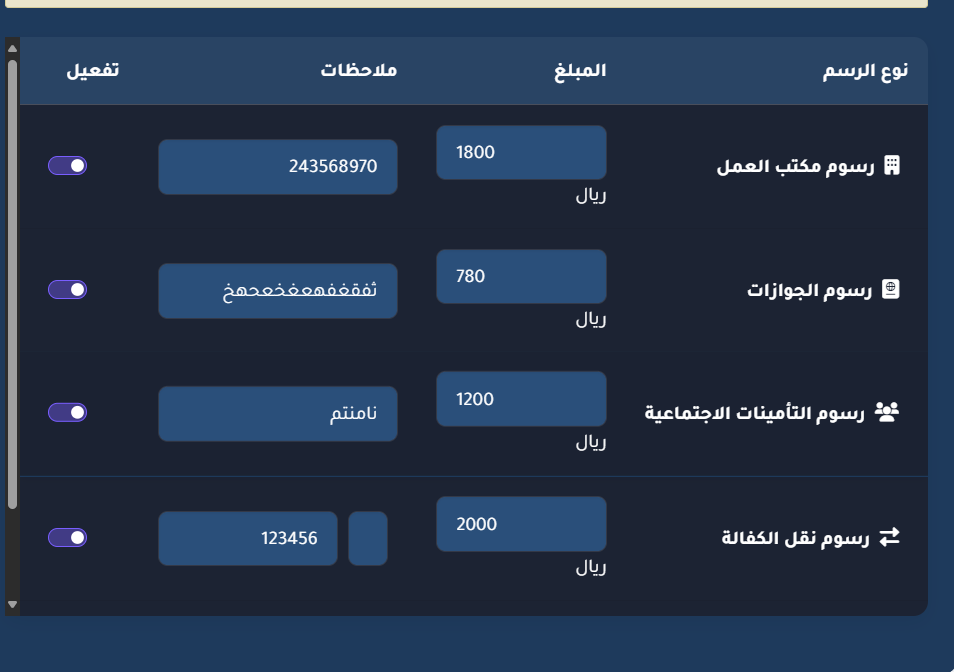 نوع الرسم المبلغ ملاحظات تفعيل
رسوم مكتب العمل 1800 ريال 243568970
رسوم الجوازات 780 ريال ثفقغفهعغخعحهخ
رسوم التأمينات الاجتماعية 1200 ريال نامنتم
رسوم نقل الكفالة 2000 ريال 123456